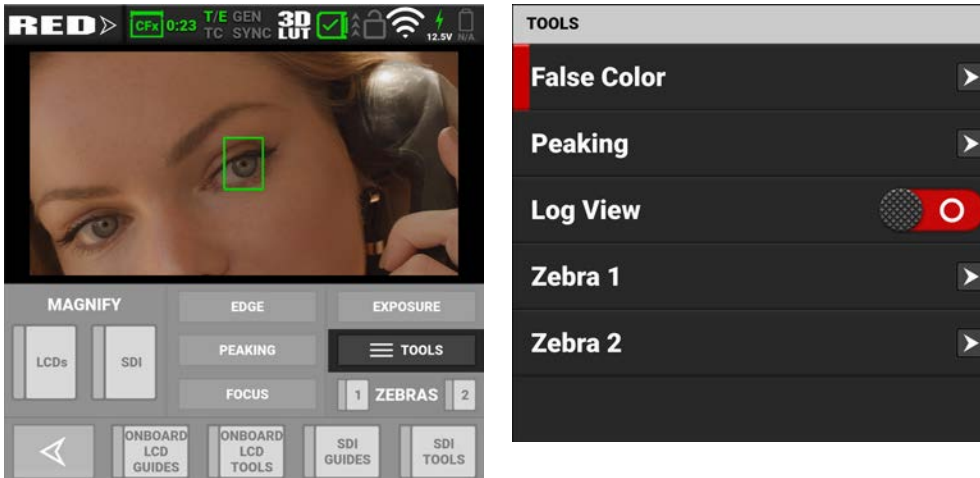 RED
CFx 0:23 T/E GEN 3D 12.5V N/A
TC SYNC LUT
MAGNIFY
LCDs SDI
EDGE
PEAKING
FOCUS
EXPOSURE
TOOLS
1 ZEBRAS 2
ONBOARD
LCD
GUIDES
ONBOARD
LCD
TOOLS
SDI
GUIDES
SDI
TOOLS
TOOLS
False Color
Peaking
Log View
Zebra 1
Zebra 2